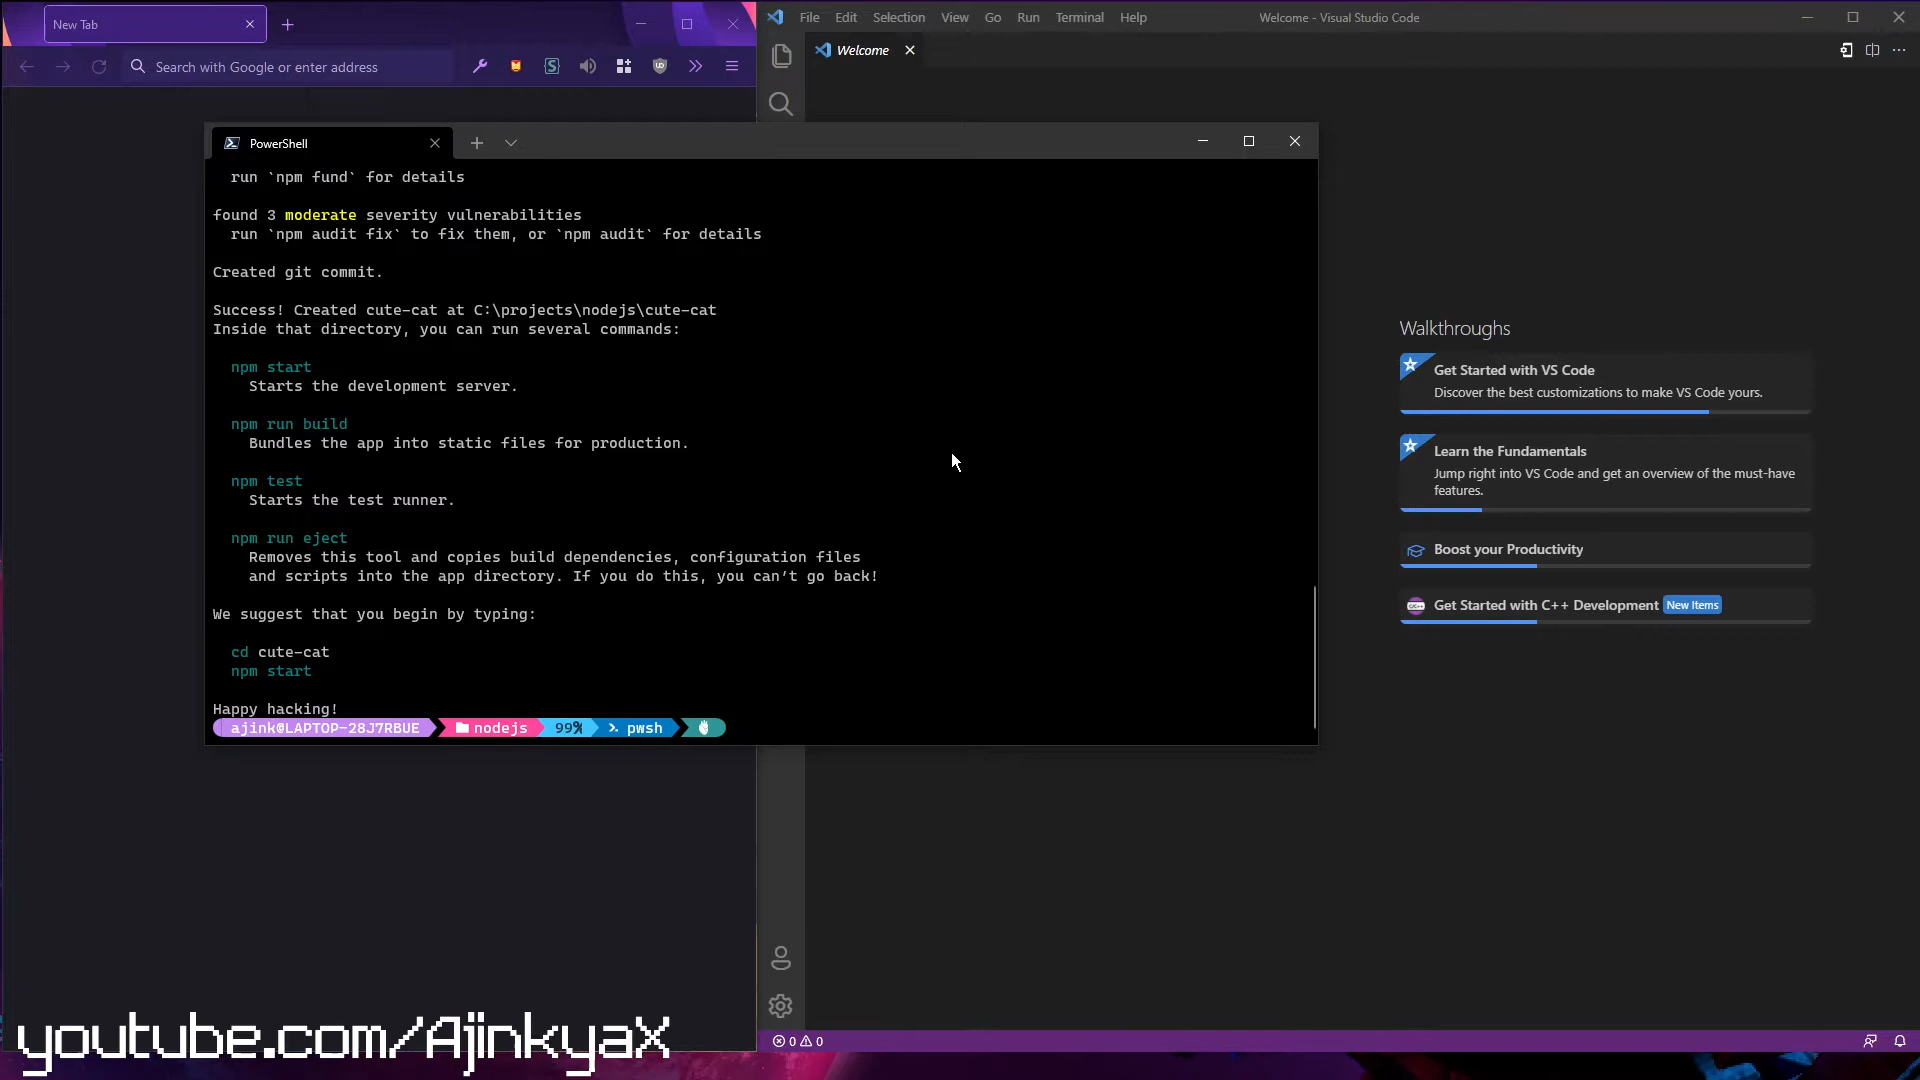 New Tab
Search with Google or enter address
File Edit Selection View Go Run Terminal Help
Welcome - Visual Studio Code
Welcome
PowerShell
run `npm fund` for details
found 3 moderate severity vulnerabilities
run `npm audit fix` to fix them, or `npm audit` for details
Created git commit.
Success! Created cute-cat at C:\projects\nodejs\cute-cat
Inside that directory, you can run several commands:
npm start
Starts the development server.
npm run build
Bundles the app into static files for production.
npm test
Starts the test runner.
npm run eject
Removes this tool and copies build dependencies, configuration files
and scripts into the app directory. If you do this, you can’t go back!
We suggest that you begin by typing:
cd cute-cat
npm start
Happy hacking!
ajink@LAPTOP-28J7RBUE nodejs 99% pwsh
Walkthroughs
Get Started with VS Code
Discover the best customizations to make VS Code yours.
Learn the Fundamentals
Jump right into VS Code and get an overview of the must-have
features.
Boost your Productivity
Get Started with C++ Development New Items
0 0
youtube.com/AjinkyaX